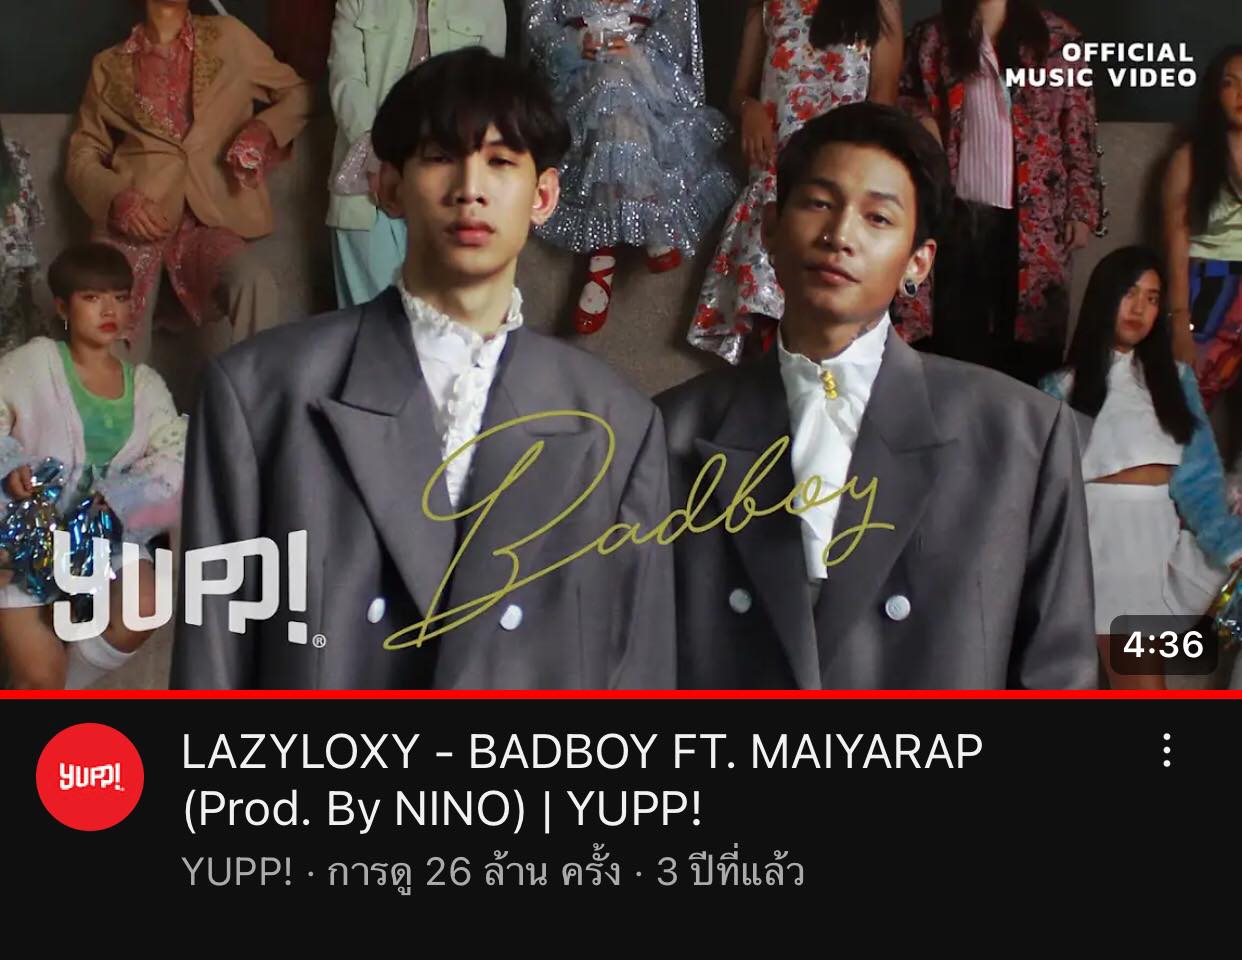 OFFICIAL
MUSIC VIDEO
Badboy
YUPP!®
4:36
YUPP!
LAZYLOXY - BADBOY FT. MAIYARAP
(Prod. By NINO) | YUPP!
YUPP! · การดู 26 ล้าน ครั้ง · 3 ปีที่แล้ว